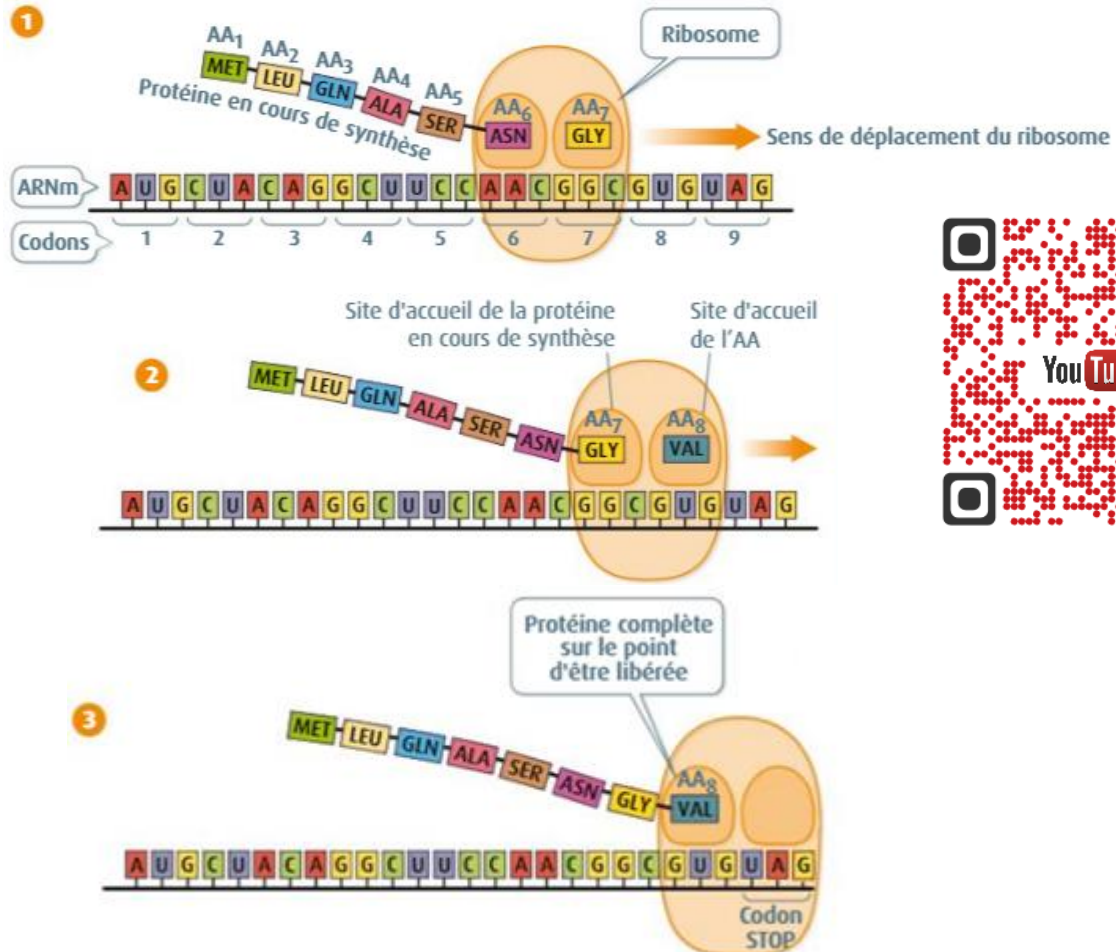 1
AA1 AA2 AA3 AA4 AA5 AA6 AA7
MET LEU GLN ALA SER ASN GLY
Protéine en cours de synthèse
Ribosome
Sens de déplacement du ribosome
ARNm
A U G C U A C A G G C U U C C A A C G G C G U G U A G
Codons
1 2 3 4 5 6 7 8 9
2
Site d'accueil de la protéine
en cours de synthèse
Site d'accueil
de l'AA
MET LEU GLN ALA SER ASN
AA7 AA8
GLY VAL
A U G C U A C A G G C U U C C A A C G G C G U G U A G
You Tu
3
Protéine complète
sur le point
d'être libérée
MET LEU GLN ALA SER ASN GLY
AA8
VAL
A U G C U A C A G G C U U C C A A C G G C G U G U A G
Codon
STOP